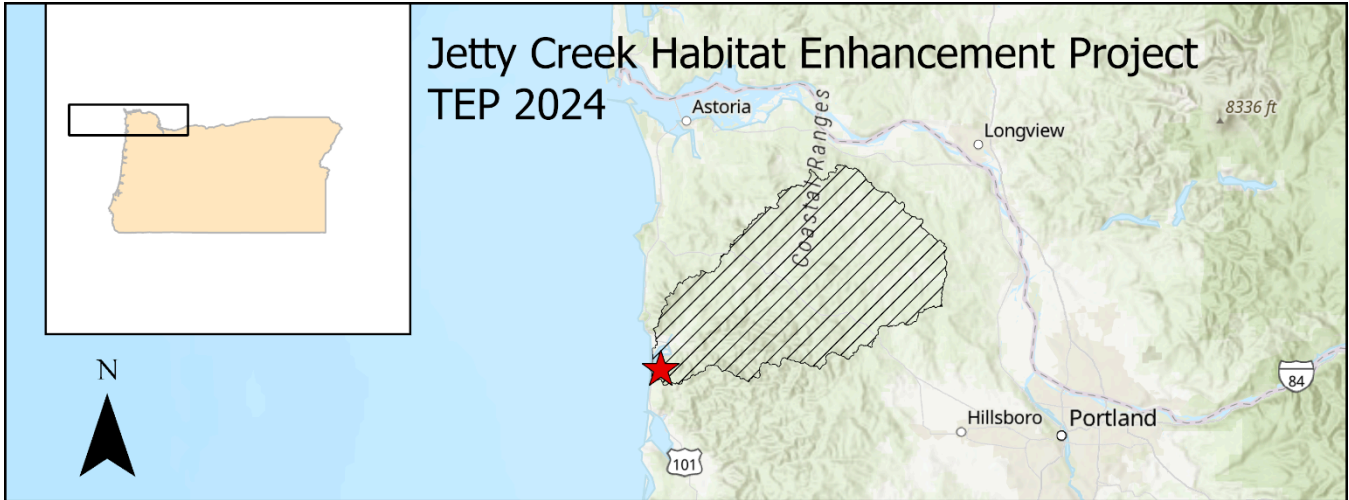 Jetty Creek Habitat Enhancement Project
TEP 2024
Astoria
Coastal Ranges
8336 ft
Longview
N
84
Hillsboro
Portland
101